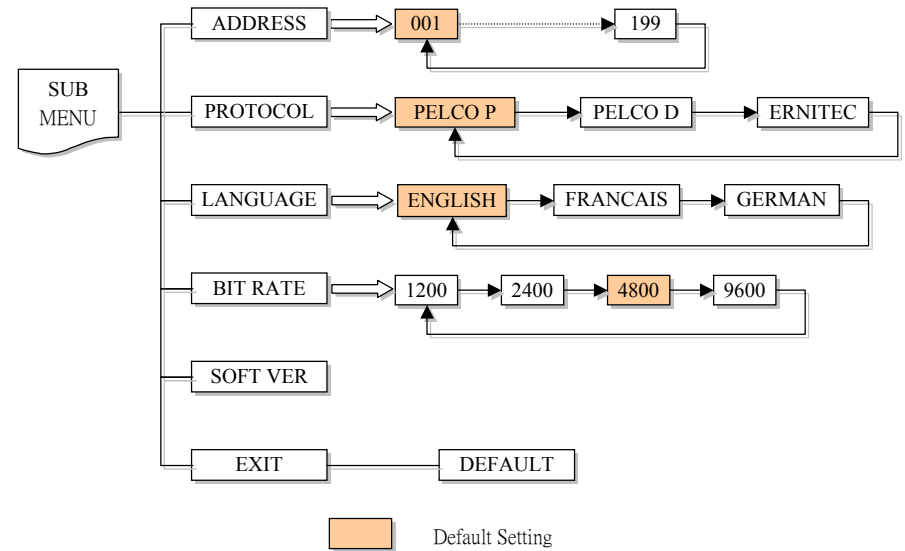 ADDRESS 001 199
SUB
MENU
PROTOCOL PELCO P PELCO D ERNITEC
LANGUAGE ENGLISH FRANCAIS GERMAN
BIT RATE 1200 2400 4800 9600
SOFT VER
EXIT DEFAULT
Default Setting